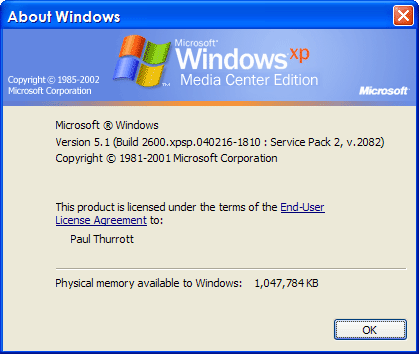 About Windows
Microsoft®
Windows xp
Media Center Edition
Copyright © 1985-2002
Microsoft Corporation
Microsoft
Microsoft ® Windows
Version 5.1 (Build 2600.xpsp.040216-1810 : Service Pack 2, v.2082)
Copyright © 1981-2001 Microsoft Corporation
This product is licensed under the terms of the End-User
License Agreement to:
Paul Thurrott
Physical memory available to Windows: 1,047,784 KB
OK